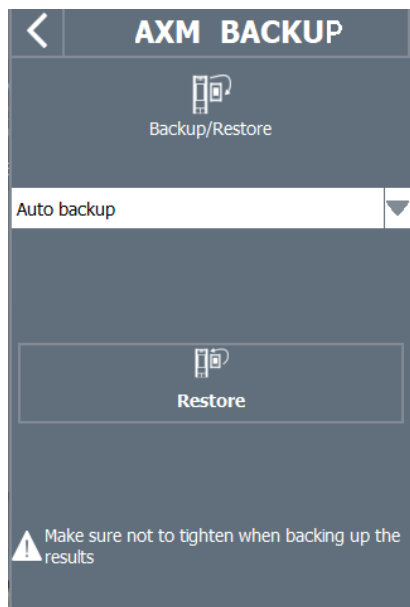 AXM BACKUP
Backup/Restore
Auto backup
Restore
Make sure not to tighten when backing up the
results